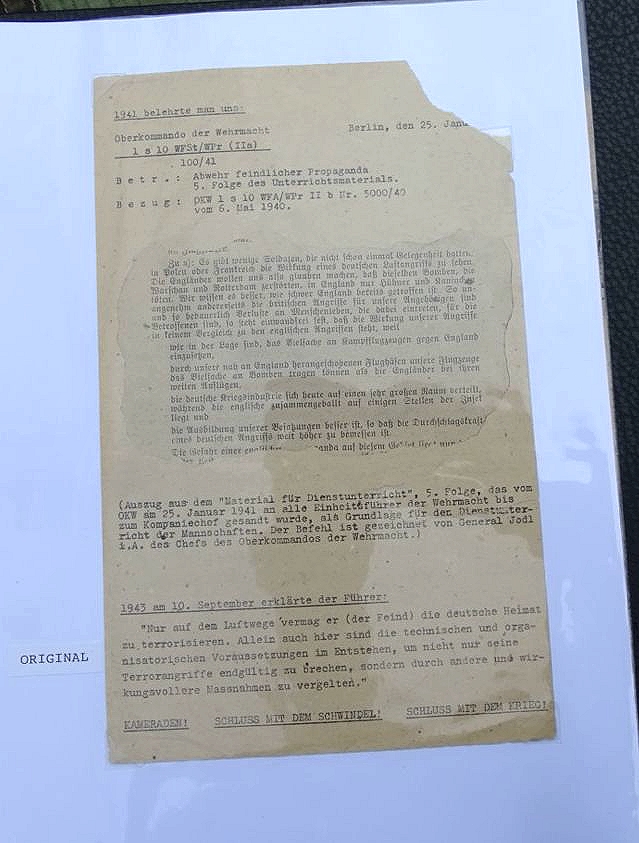 1941 belehrte man uns:
Oberkommando der Wehrmacht Berlin, den 25. Janu
1 s 10 WFSt/WPr (IIa)
100/41
Betr.: Abwehr feindlicher Propaganda
5. Folge des Unterrichtsmaterials.
Bezug: OKW 1 s 10 WFA/WPr II b Nr. 5000/40
vom 6. Mai 1940.
Zu a): Es gibt wenige Soldaten, die nicht schon einmal Gelegenheit hatten,
in Polen oder Frankreich die Wirkung eines deutschen Luftangriffs zu sehen.
Die Engländer wollen uns also glauben machen, daß dieselben Bomben, die
Warschau und Rotterdam zerstörten, in England nur Hühner und Kaninchen
töten. Wir wissen es besser, wie schwer England bereits getroffen ist. So un-
angenehm andererseits die britischen Angriffe für unsere Angehörigen sind
und so bedauerlich Verluste an Menschenleben, die dabei eintreten, für die
Betroffenen sind, so steht einwandfrei fest, daß die Wirkung unserer Angriffe
in keinem Vergleich zu den englischen Angriffen steht, weil
wir in der Lage sind, das Vielfache an Kampfflugzeugen gegen England
einzusetzen,
durch unsere nah an England herangeschobenen Flughäfen unsere Flugzeuge
das Vielfache an Bomben tragen können als die Engländer bei ihren
weiten Ausflügen,
die deutsche Kriegsindustrie sich heute auf einen sehr großen Raum verteilt,
während die englische zusammengeballt auf einigen Stellen der Insel
liegt und
die Ausbildung unserer Besatzungen besser ist, so daß die Durchschlagskraft
eines deutschen Angriffs weit höher zu bemessen ist.
Die Gefahr einer auf diesem Gebiet liegt nun
(Auszug aus dem "Material für Dienstunterricht", 5. Folge, das vom
OKW am 25. Januar 1941 an alle Einheitsführer der Wehrmacht bis
zum Kompaniechef gesandt wurde, als Grundlage für den Dienstunter-
richt der Mannschaften. Der Befehl ist gezeichnet von General Jodl
i.A. des Chefs des Oberkommandos der Wehrmacht.)
1943 am 10. September erklärte der Führer:
"Nur auf dem Luftwege vermag er (der Feind) die deutsche Heimat
zu terrorisieren. Allein auch hier sind die technischen und orga-
nisatorischen Voraussetzungen im Entstehen, um nicht nur seine
Terrorangriffe endgültig zu brechen, sondern durch andere und wir-
kungsvollere Massnahmen zu vergelten."
KAMERADEN! SCHLUSS MIT DEM SCHWINDEL! SCHLUSS MIT DEM KRIEG!
ORIGINAL